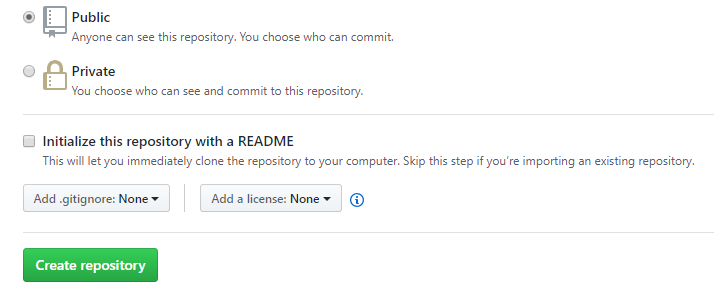 Public
Anyone can see this repository. You choose who can commit.
Private
You choose who can see and commit to this repository.
Initialize this repository with a README
This will let you immediately clone the repository to your computer. Skip this step if you’re importing an existing repository.
Add .gitignore: None
Add a license: None
Create repository